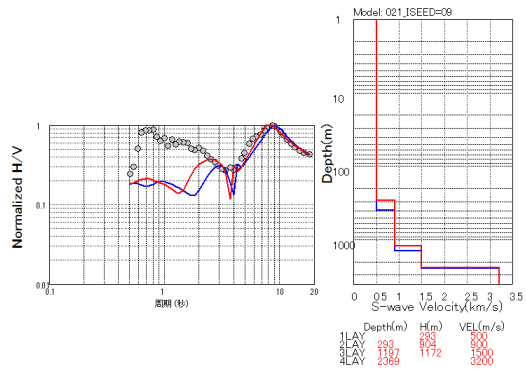 Model: 021_ISEED=09
Normalized H/V
1
0.1
0.01
0.1
1
10
20
周期(秒)
Depth(m)
1
10
100
1000
0
0.5
1
1.5
2
2.5
3
3.5
S-wave Velocity(km/s)
Depth(m) H(m) VEL(m/s)
1LAY 293 500
2LAY 293 904 900
3LAY 1197 1172 1500
4LAY 2369 3200